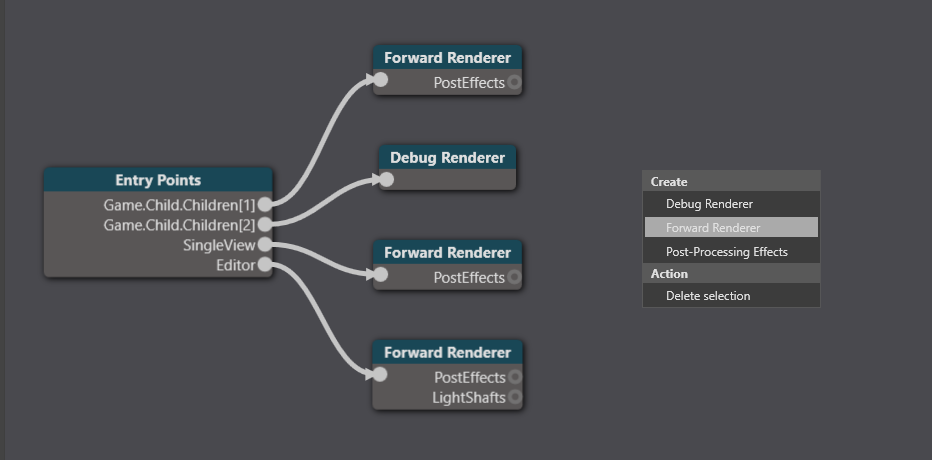 Forward Renderer
PostEffects
Debug Renderer
Entry Points
Game.Child.Children[1]
Game.Child.Children[2]
SingleView
Editor
Forward Renderer
PostEffects
Forward Renderer
PostEffects
LightShafts
Create
Debug Renderer
Forward Renderer
Post-Processing Effects
Action
Delete selection